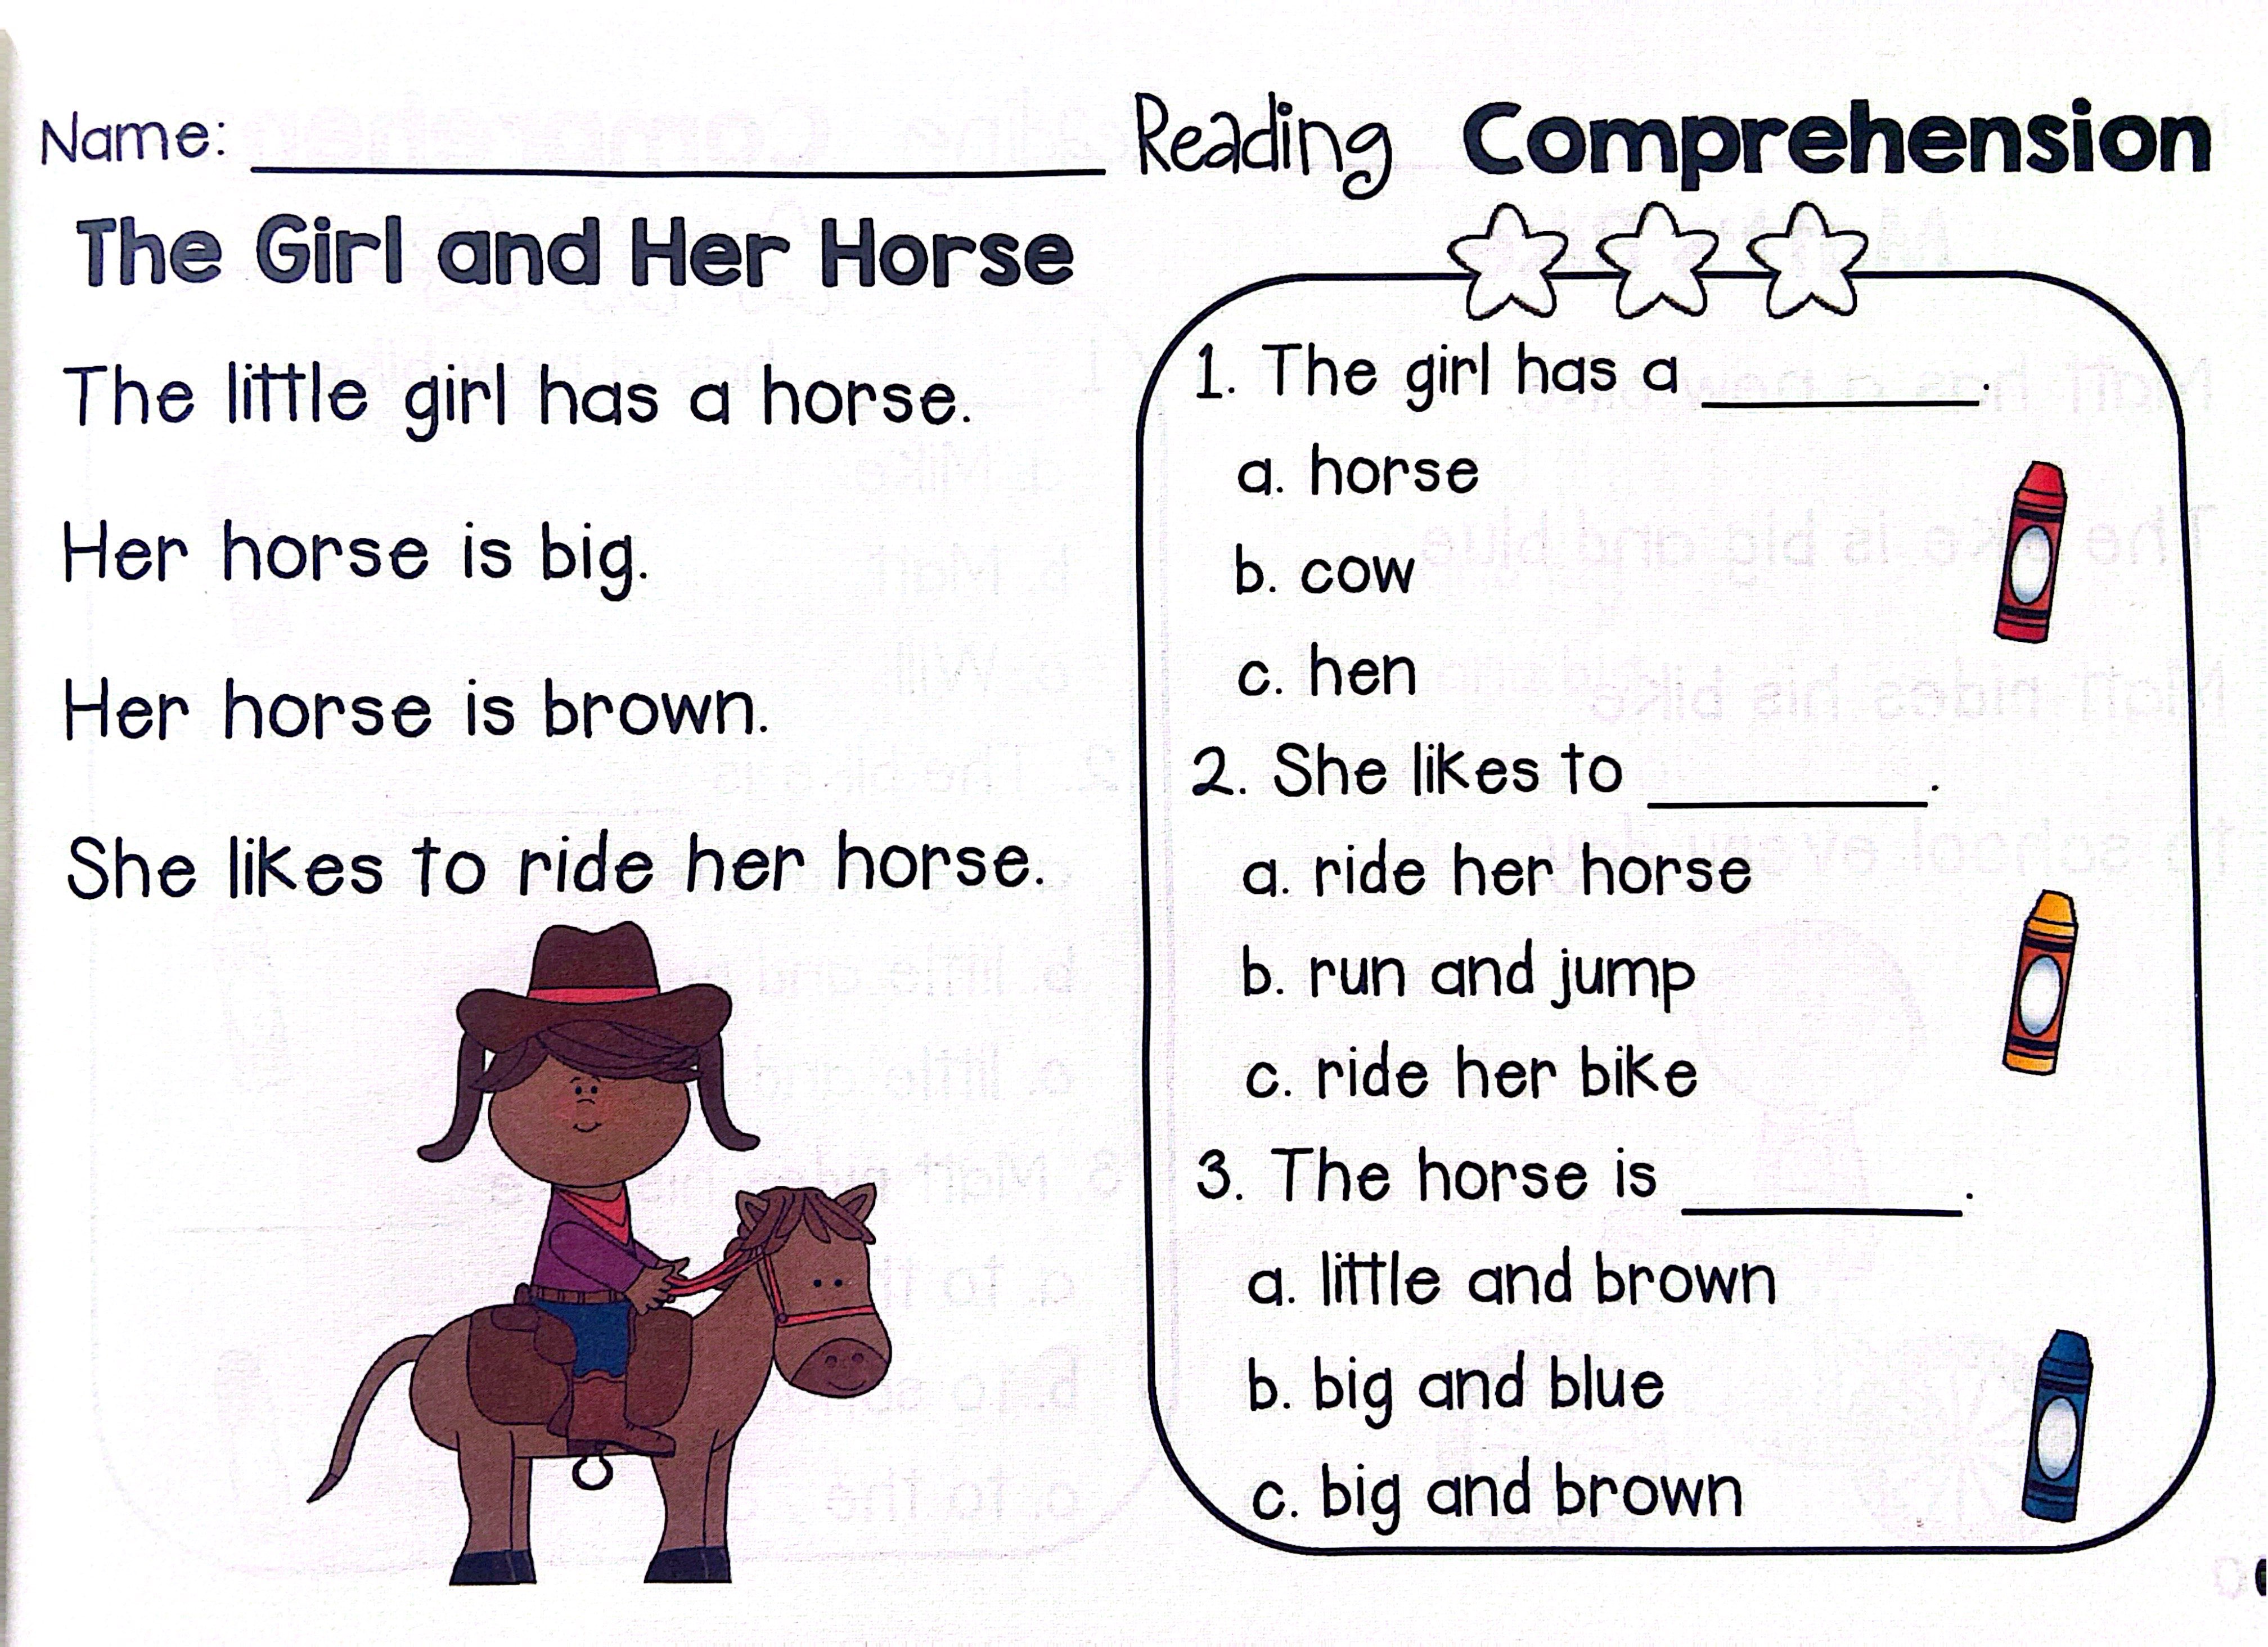 Name: ____________ Reading Comprehension
The Girl and Her Horse
The little girl has a horse.
Her horse is big.
Her horse is brown.
She likes to ride her horse.
1. The girl has a ________.
a. horse
b. cow
c. hen
2. She likes to ________.
a. ride her horse
b. run and jump
c. ride her bike
3. The horse is ________.
a. little and brown
b. big and blue
c. big and brown